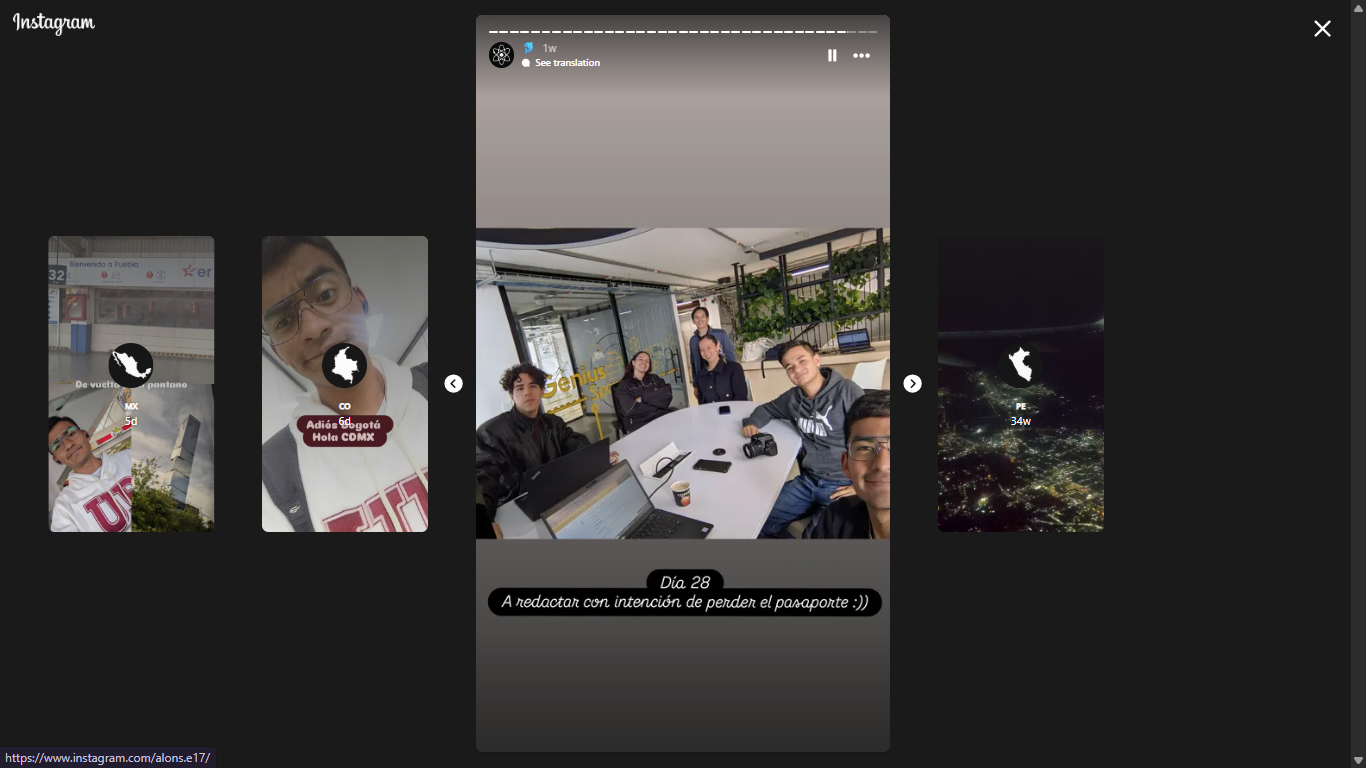 Instagram
1w
See translation
32
Bienvenido a Puebla
er
De vuelta
pantano
MX
5d
CO
6d
Adiós Bogotá
Hola CDMX
Genius
PE
34w
Día 28
A redactar con intención de perder el pasaporte :))
https://www.instagram.com/alons.e17/